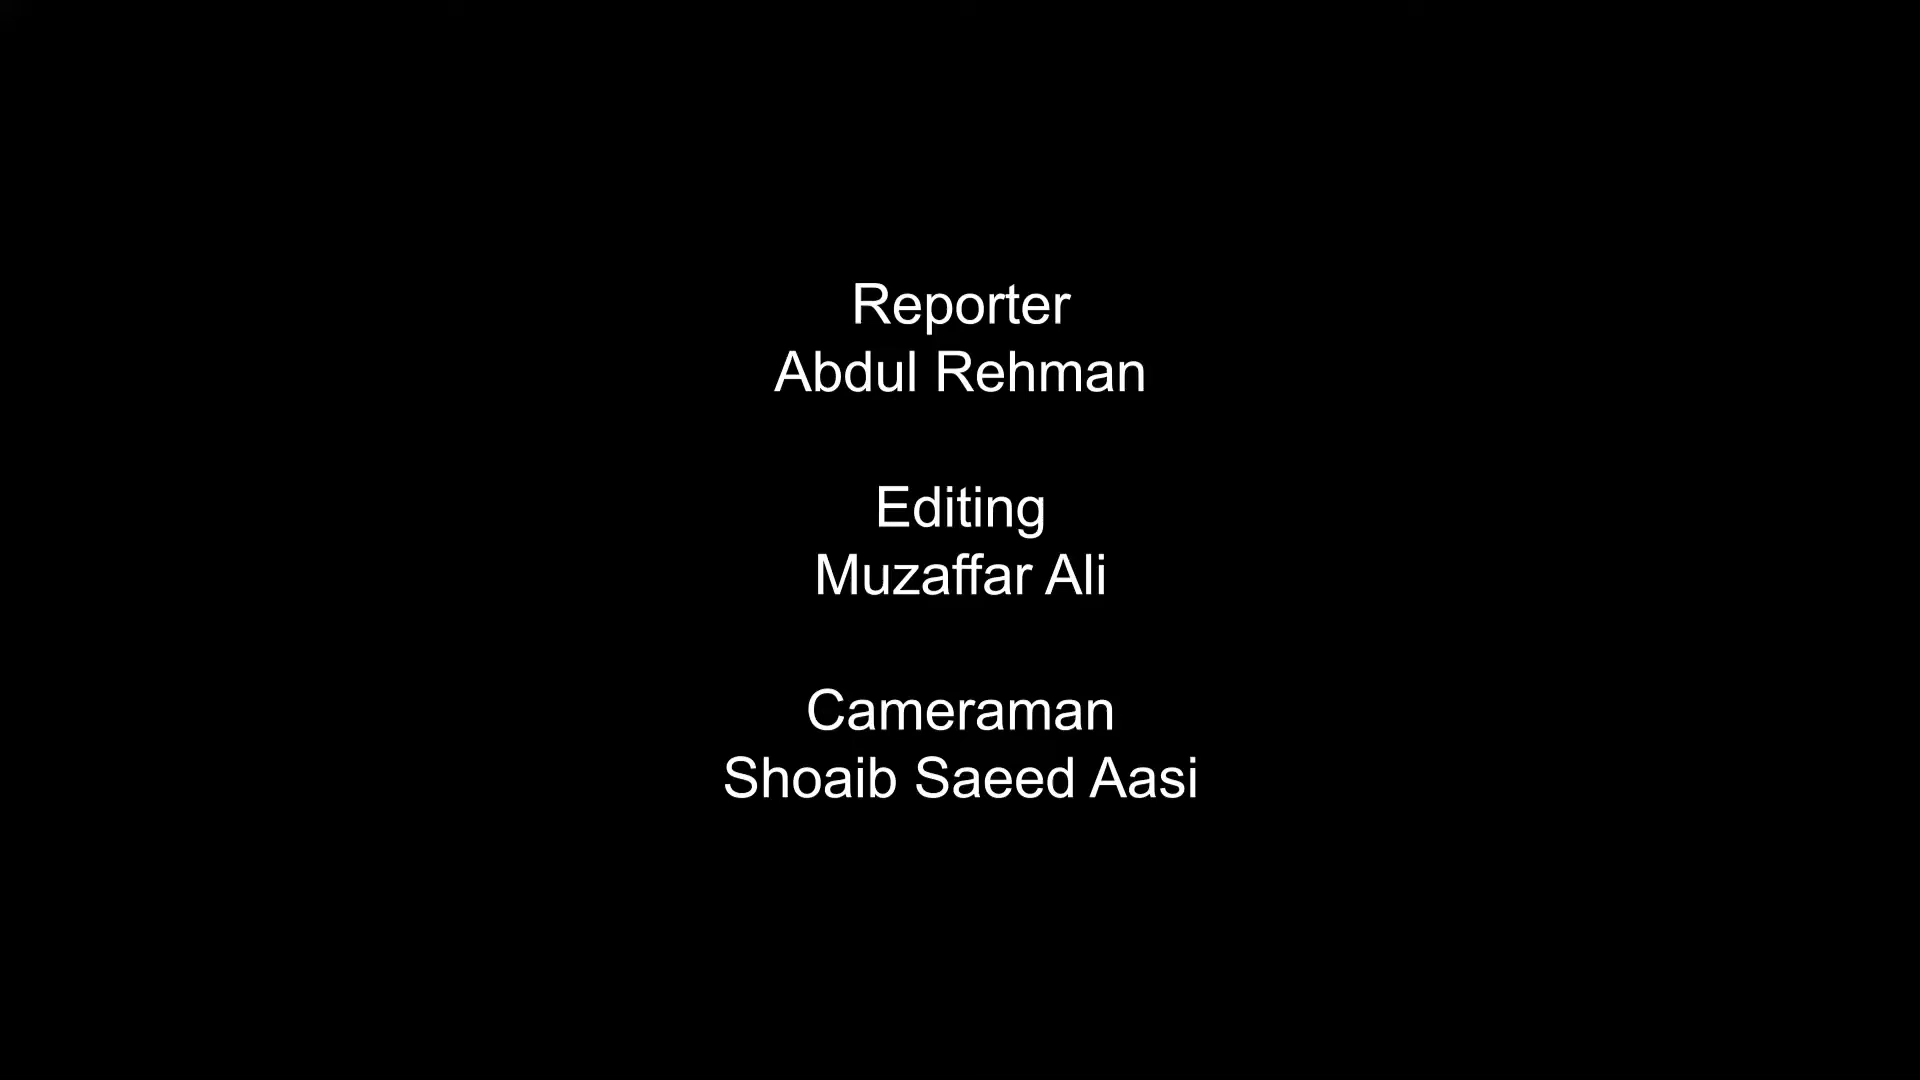 Reporter
Abdul Rehman
Editing
Muzaffar Ali
Cameraman
Shoaib Saeed Aasi